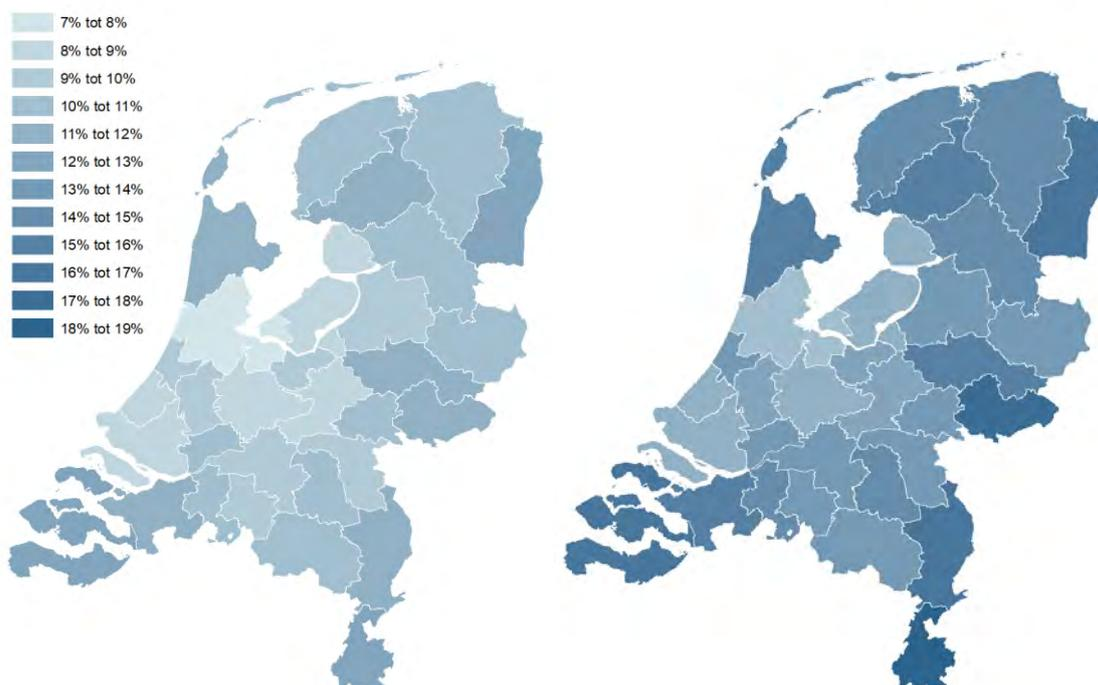 7% tot 8%
8% tot 9%
9% tot 10%
10% tot 11%
11% tot 12%
12% tot 13%
13% tot 14%
14% tot 15%
15% tot 16%
16% tot 17%
17% tot 18%
18% tot 19%